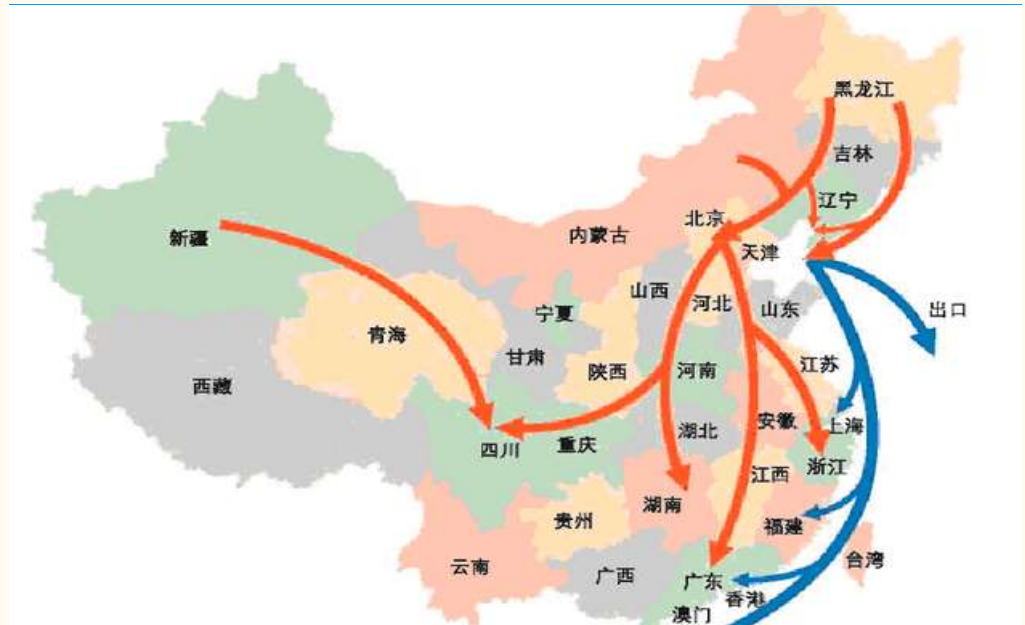 黑龙江
吉林
辽宁
北京
内蒙古
新疆
天津
山西
河北
山东
出口
宁夏
青海
甘肃
陕西
河南
江苏
西藏
安徽
上海
湖北
四川
重庆
浙江
江西
湖南
贵州
福建
台湾
云南
广西
广东
香港
澳门